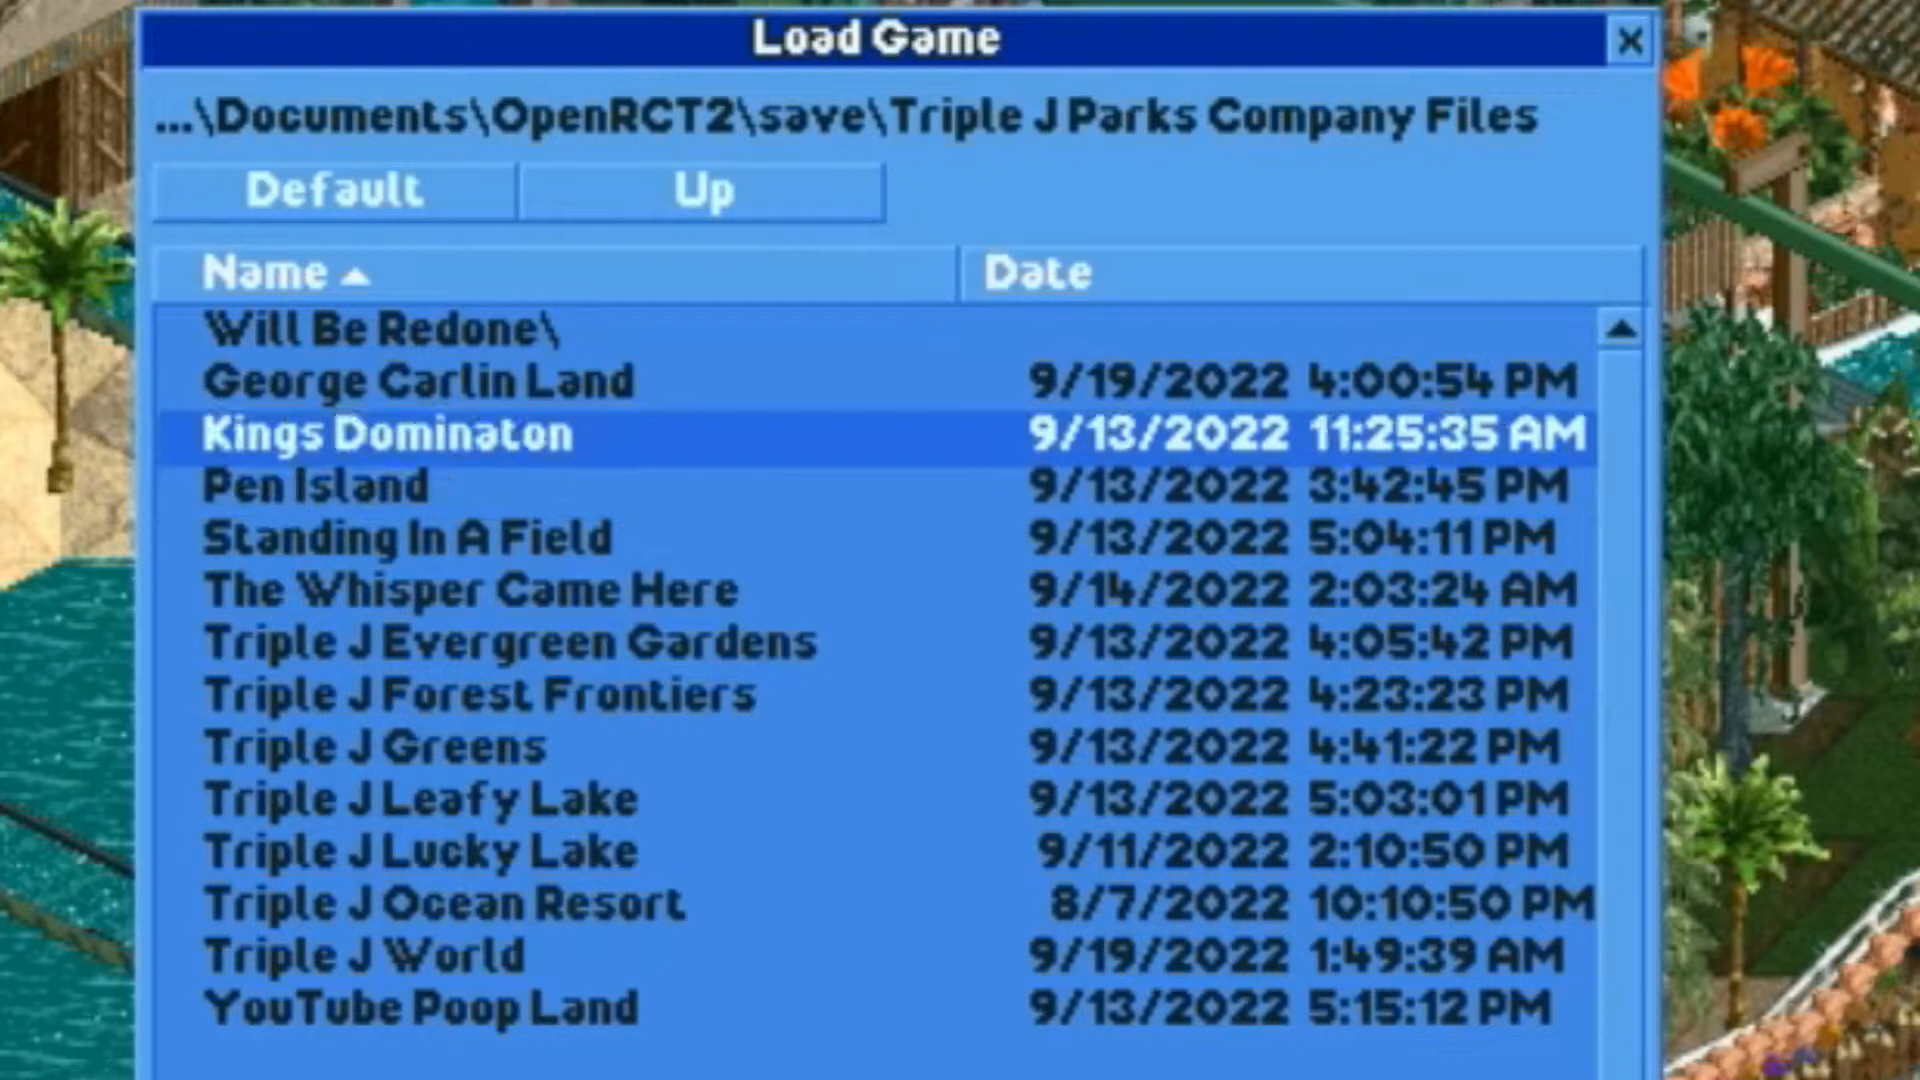 Load Game
...\Documents\OpenRCT2\save\Triple J Parks Company Files
Default Up
Name Date
Will Be Redone\
George Carlin Land 9/19/2022 4:00:54 PM
Kings Dominaton 9/13/2022 11:25:35 AM
Pen Island 9/13/2022 3:42:45 PM
Standing In A Field 9/13/2022 5:04:11 PM
The Whisper Came Here 9/14/2022 2:03:24 AM
Triple J Evergreen Gardens 9/13/2022 4:05:42 PM
Triple J Forest Frontiers 9/13/2022 4:23:23 PM
Triple J Greens 9/13/2022 4:41:22 PM
Triple J Leafy Lake 9/13/2022 5:03:01 PM
Triple J Lucky Lake 9/11/2022 2:10:50 PM
Triple J Ocean Resort 8/7/2022 10:10:50 PM
Triple J World 9/19/2022 1:49:39 AM
YouTube Poop Land 9/13/2022 5:15:12 PM